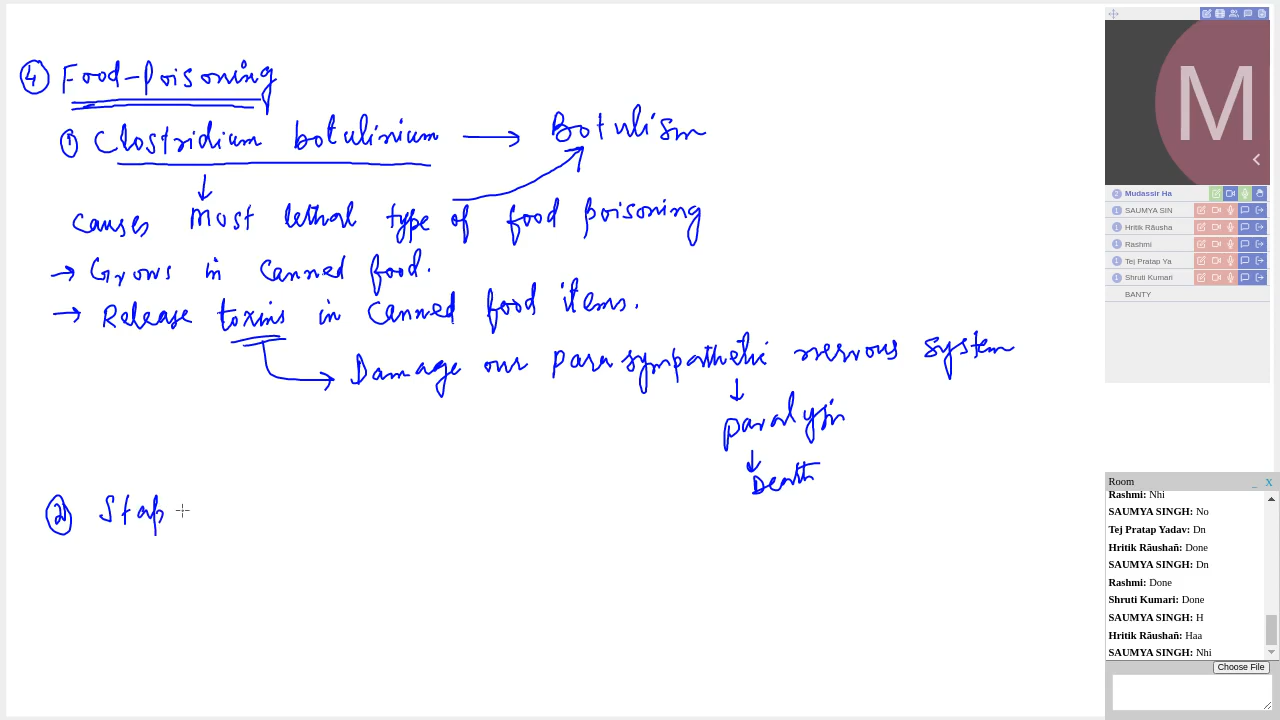 ④ Food-Poisoning
① Clostridium botulinium → Botulism
↓
Causes Most lethal type of food poisoning
→ Grows in canned food.
→ Release toxins in canned food items.
→ Damage our parasympathetic nervous system
↓
paralysis
↓
Death
② Stap
M
Mudassir Ha
SAUMYA SIN
Hritik Rāusha
Rashmi
Tej Pratap Ya
Shruti Kumari
BANTY
Room _ X
Rashmi: Nhi
SAUMYA SINGH: No
Tej Pratap Yadav: Dn
Hritik Rāushañ: Done
SAUMYA SINGH: Dn
Rashmi: Done
Shruti Kumari: Done
SAUMYA SINGH: H
Hritik Rāushañ: Haa
SAUMYA SINGH: Nhi
Choose File